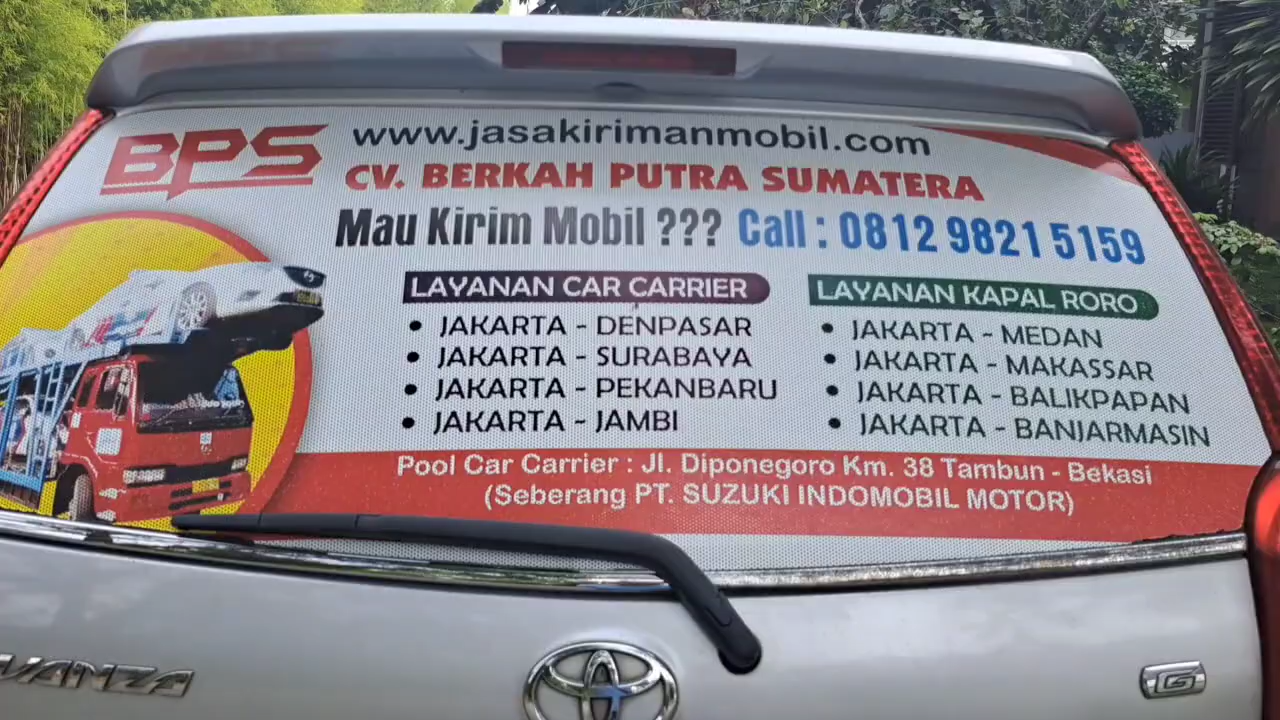 BPS
www.jasakirimanmobil.com
CV. BERKAH PUTRA SUMATERA
Mau Kirim Mobil ??? Call : 0812 9821 5159
LAYANAN CAR CARRIER
• JAKARTA - DENPASAR
• JAKARTA - SURABAYA
• JAKARTA - PEKANBARU
• JAKARTA - JAMBI
LAYANAN KAPAL RORO
• JAKARTA - MEDAN
• JAKARTA - MAKASSAR
• JAKARTA - BALIKPAPAN
• JAKARTA - BANJARMASIN
Pool Car Carrier : Jl. Diponegoro Km. 38 Tambun - Bekasi
(Seberang PT. SUZUKI INDOMOBIL MOTOR)
VANZA
G